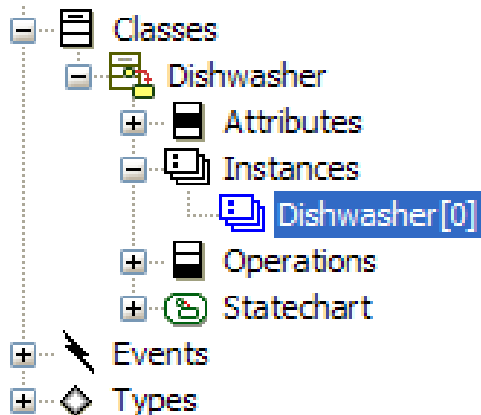 Classes
Dishwasher
Attributes
Instances
Dishwasher[0]
Operations
Statechart
Events
Types